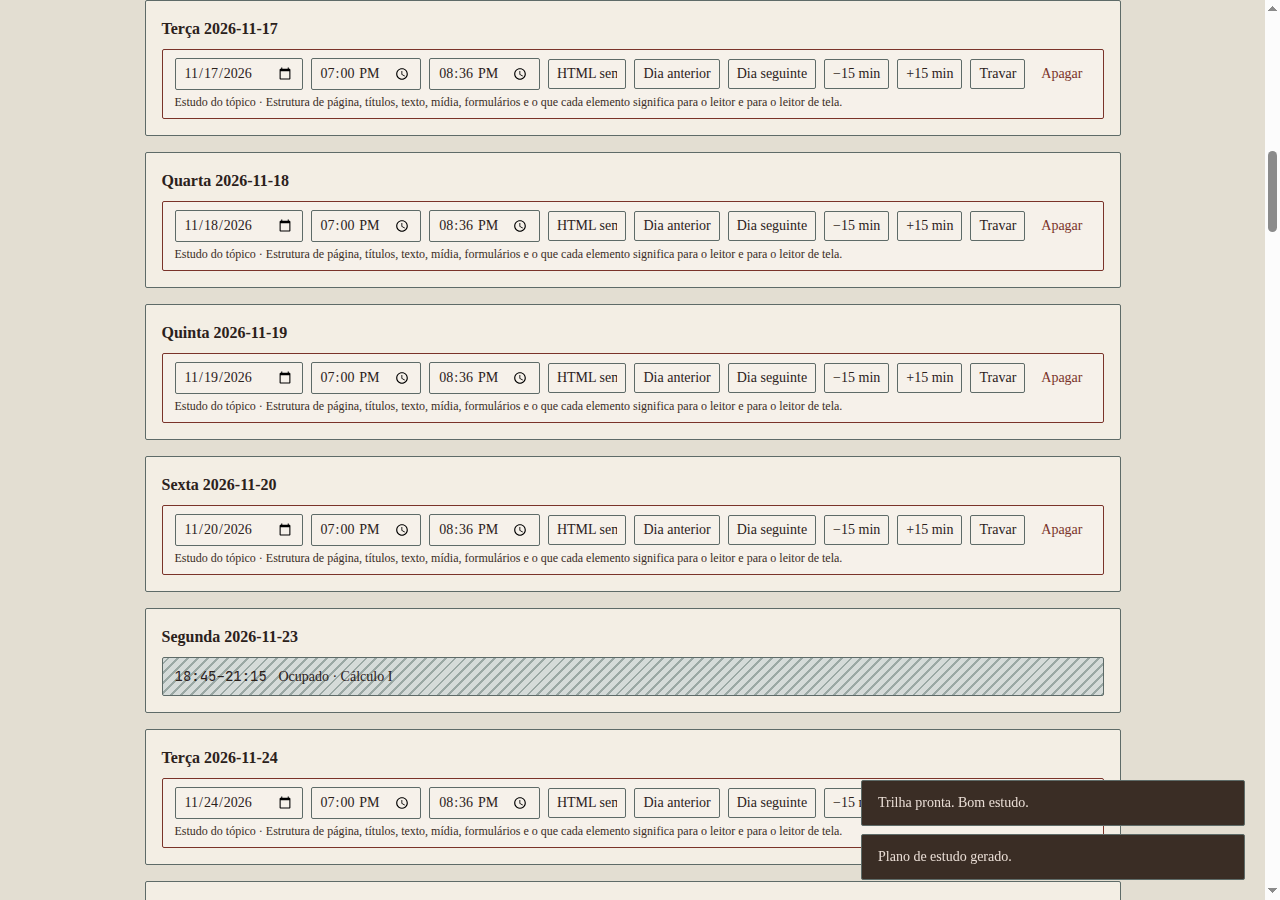 Terça 2026-11-17
11/17/2026 07:00 PM 08:36 PM HTML sen Dia anterior Dia seguinte −15 min +15 min Travar Apagar
Estudo do tópico · Estrutura de página, títulos, texto, mídia, formulários e o que cada elemento significa para o leitor e para o leitor de tela.
Quarta 2026-11-18
11/18/2026 07:00 PM 08:36 PM HTML sen Dia anterior Dia seguinte −15 min +15 min Travar Apagar
Estudo do tópico · Estrutura de página, títulos, texto, mídia, formulários e o que cada elemento significa para o leitor e para o leitor de tela.
Quinta 2026-11-19
11/19/2026 07:00 PM 08:36 PM HTML sen Dia anterior Dia seguinte −15 min +15 min Travar Apagar
Estudo do tópico · Estrutura de página, títulos, texto, mídia, formulários e o que cada elemento significa para o leitor e para o leitor de tela.
Sexta 2026-11-20
11/20/2026 07:00 PM 08:36 PM HTML sen Dia anterior Dia seguinte −15 min +15 min Travar Apagar
Estudo do tópico · Estrutura de página, títulos, texto, mídia, formulários e o que cada elemento significa para o leitor e para o leitor de tela.
Segunda 2026-11-23
18:45–21:15 Ocupado · Cálculo I
Terça 2026-11-24
11/24/2026 07:00 PM 08:36 PM HTML sen Dia anterior Dia seguinte −15
Trilha pronta. Bom estudo.
Estudo do tópico · Estrutura de página, títulos, texto, mídia, formulários e o que cada elemento significa para o leitor e para o leitor de tela.
Plano de estudo gerado.